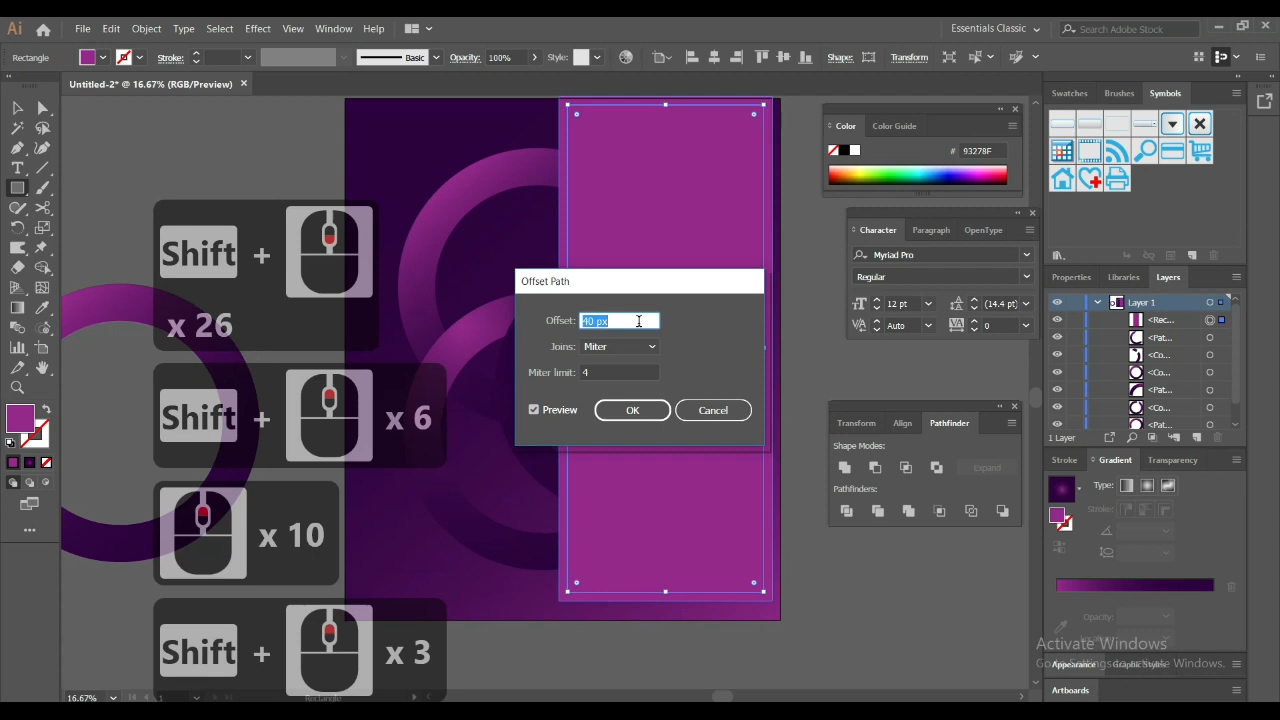 Ai File Edit Object Type Select Effect View Window Help Essentials Classic Search Adobe Stock
Rectangle Stroke: Basic Opacity: 100% Style: Shape: Transform
Untitled-2* @ 16.67% (RGB/Preview) ×
Swatches Brushes Symbols
Color Color Guide
# 93278F
Character Paragraph OpenType
Myriad Pro
Regular
12 pt (14.4 pt)
Auto 0
Properties Libraries Layers
Layer 1
<Rec...
<Pat...
<Co...
<Co...
<Pat...
<Co...
<Pat...
1 Layer
Transform Align Pathfinder
Shape Modes:
Expand
Pathfinders:
Stroke Gradient Transparency
Type:
Stroke:
Opacity:
Activate Windows
Appearance Graphic Styles
Artboards
Offset Path
Offset: 40 px
Joins: Miter
Miter limit: 4
Preview OK Cancel
Shift +
x 26
Shift + x 6
x 10
Shift + x 3
16.67% 1 Rectangle